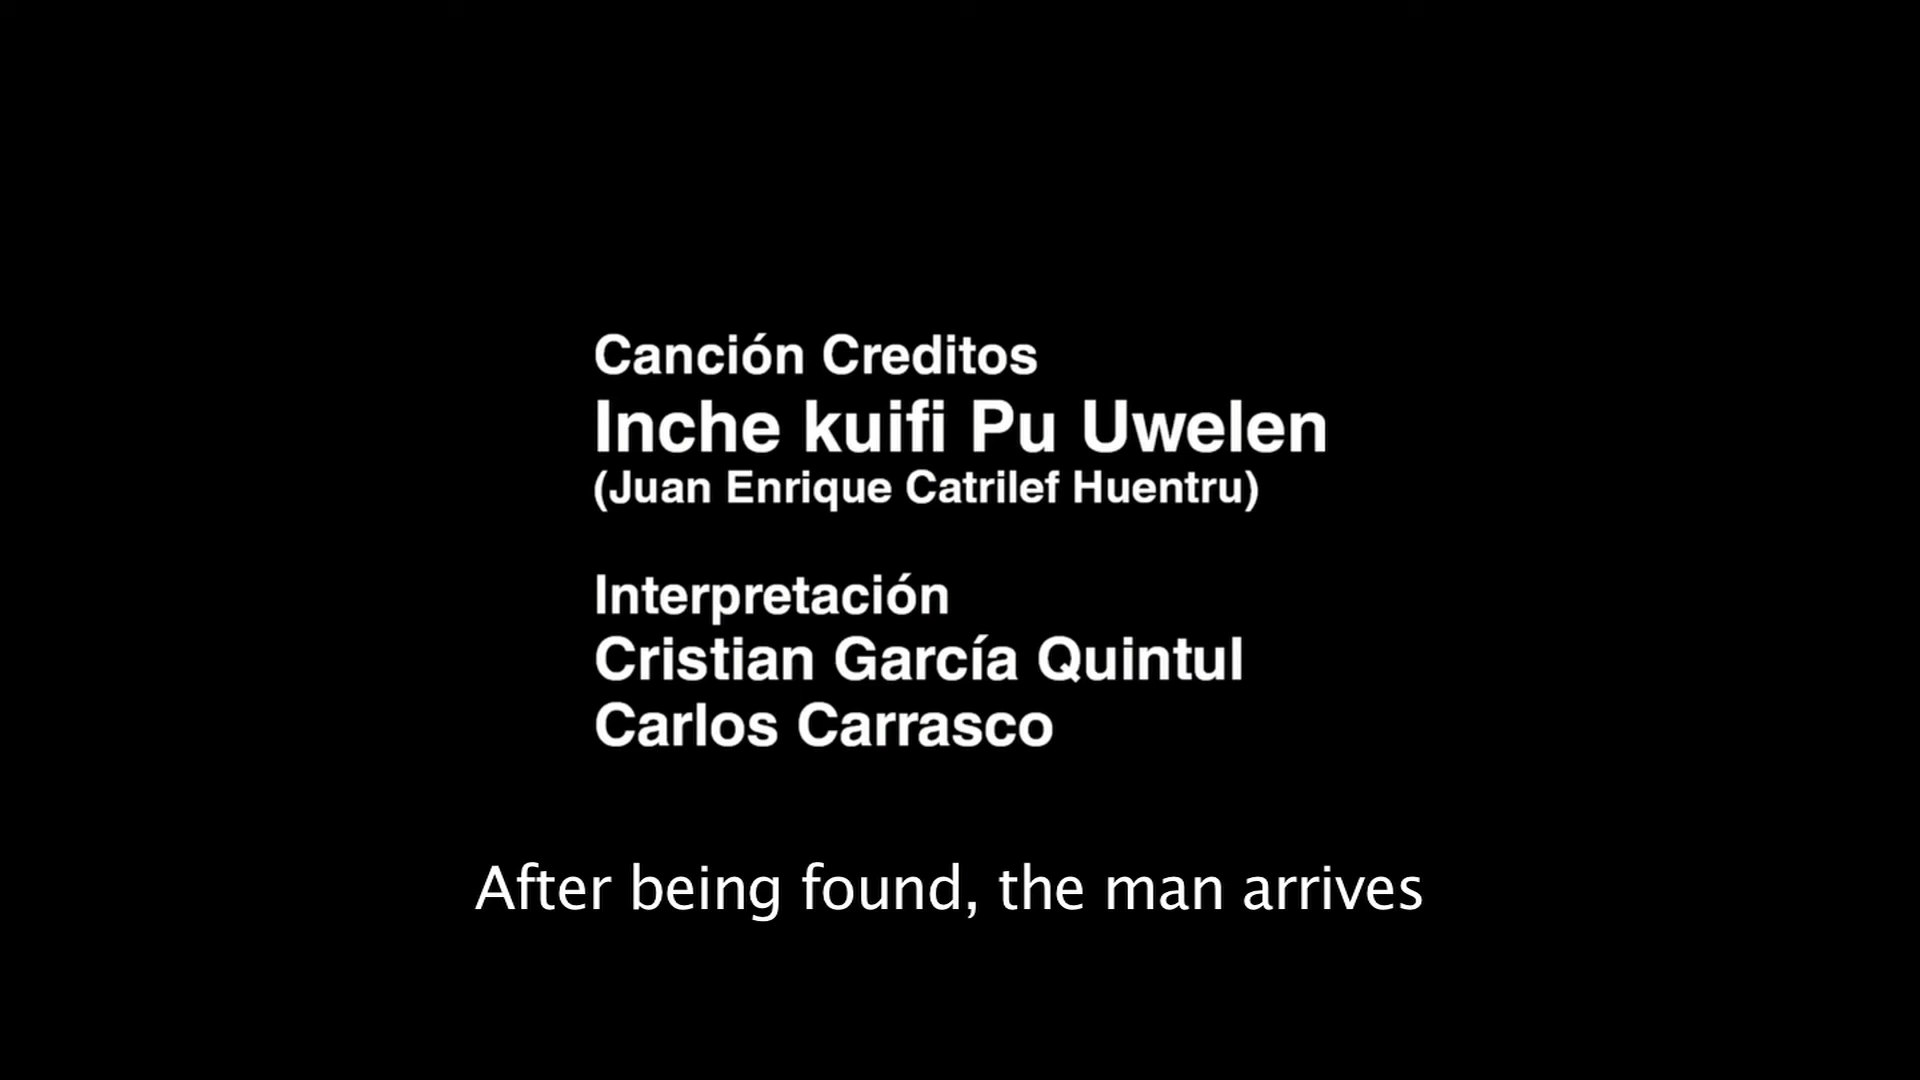 Canción Creditos
Inche kuifi Pu Uwelen
(Juan Enrique Catrilef Huentru)
Interpretación
Cristian García Quintul
Carlos Carrasco
After being found, the man arrives